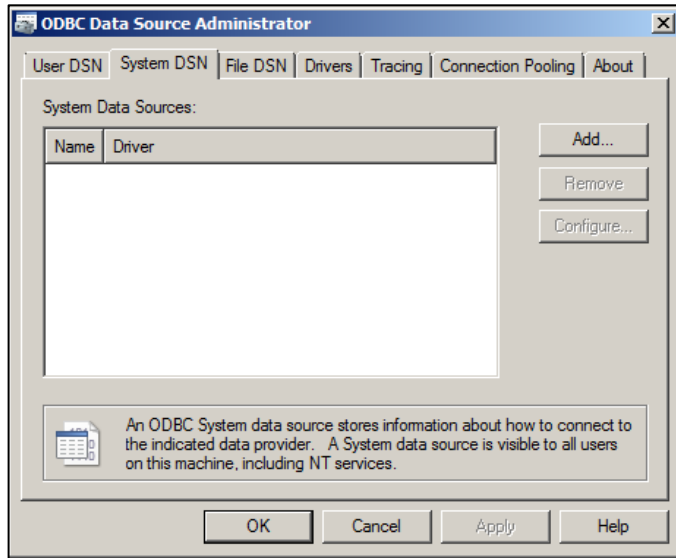 ODBC Data Source Administrator
User DSN System DSN File DSN Drivers Tracing Connection Pooling About
System Data Sources:
Name Driver
Add...
Remove
Configure...
An ODBC System data source stores information about how to connect to
the indicated data provider. A System data source is visible to all users
on this machine, including NT services.
OK Cancel Apply Help